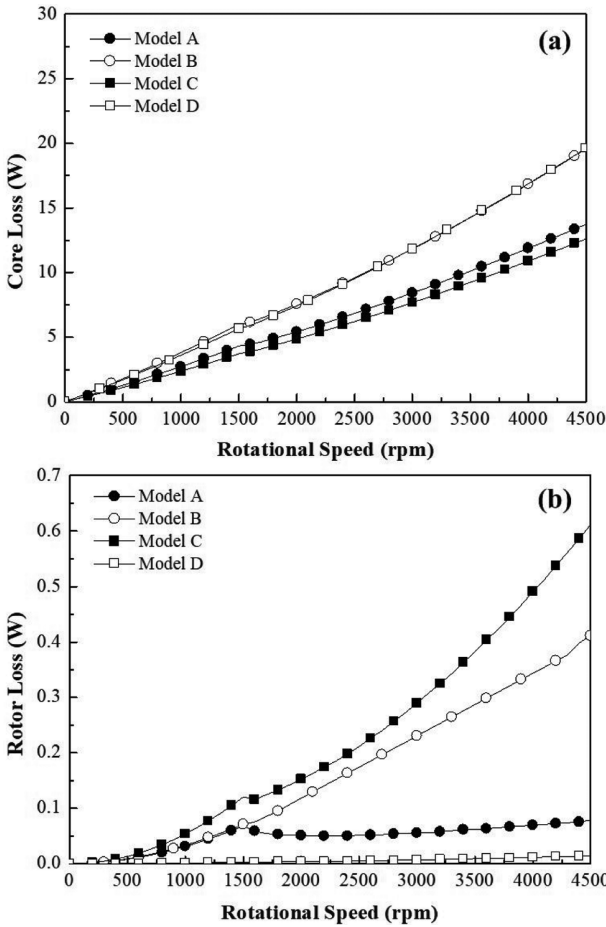 (a)
Model A
Model B
Model C
Model D
Core Loss (W)
30
25
20
15
10
5
0
0 500 1000 1500 2000 2500 3000 3500 4000 4500
Rotational Speed (rpm)
(b)
Model A
Model B
Model C
Model D
Rotor Loss (W)
0.7
0.6
0.5
0.4
0.3
0.2
0.1
0.0
0 500 1000 1500 2000 2500 3000 3500 4000 4500
Rotational Speed (rpm)